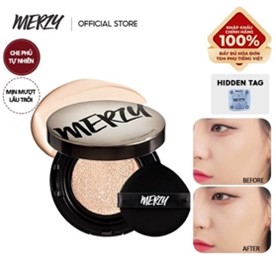 MERZY
OFFICIAL STORE
CHE PHỦ
TỰ NHIÊN
MỊN MƯỢT
LÂU TRÔI
NHẬP KHẨU
CHÍNH HÃNG
100%
ĐẦY ĐỦ HÓA ĐƠN
TEM PHỤ TIẾNG VIỆT
HIDDEN TAG
MERZY
MERZY
BEFORE
AFTER